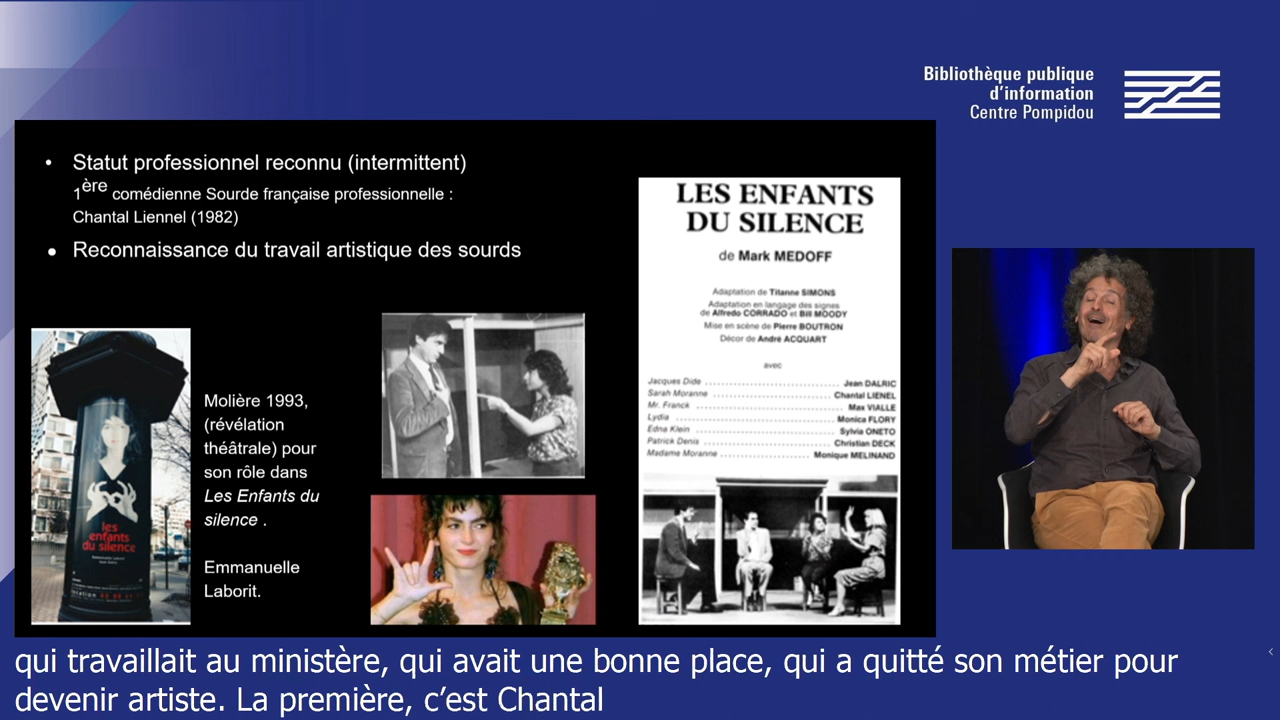 Bibliothèque publique
d'information
Centre Pompidou
• Statut professionnel reconnu (intermittent)
1ère comédienne Sourde française professionnelle :
Chantal Liennel (1982)
● Reconnaissance du travail artistique des sourds
Molière 1993,
(révélation
théâtrale) pour
son rôle dans
Les Enfants du
silence .
Emmanuelle
Laborit.
les
enfants
du silence
LES ENFANTS
DU SILENCE
de Mark MEDOFF
Adaptation de Titanne SIMONS
Adaptation en langage des signes
de Alfredo CORRADO et Bill MOODY
Mise en scène de Pierre BOUTRON
Décor de André ACQUART
avec
Jacques Dide ........ Jean DALRIC
Sarah Moranne ........ Chantal LIENEL
Mr. Franck ........ Max VIALLE
Lydia ........ Monica FLORY
Edna Klein ........ Sylvia ONETO
Patrick Denis ........ Christian DECK
Madame Moranne ........ Monique MELINAND
qui travaillait au ministère, qui avait une bonne place, qui a quitté son métier pour
devenir artiste. La première, c’est Chantal